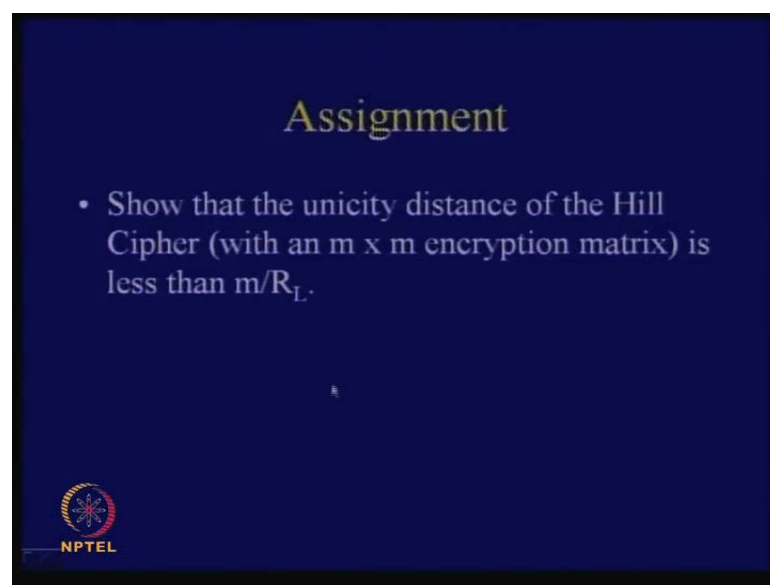 Assignment
• Show that the unicity distance of the Hill
Cipher (with an m x m encryption matrix) is
less than m/R_L.
NPTEL